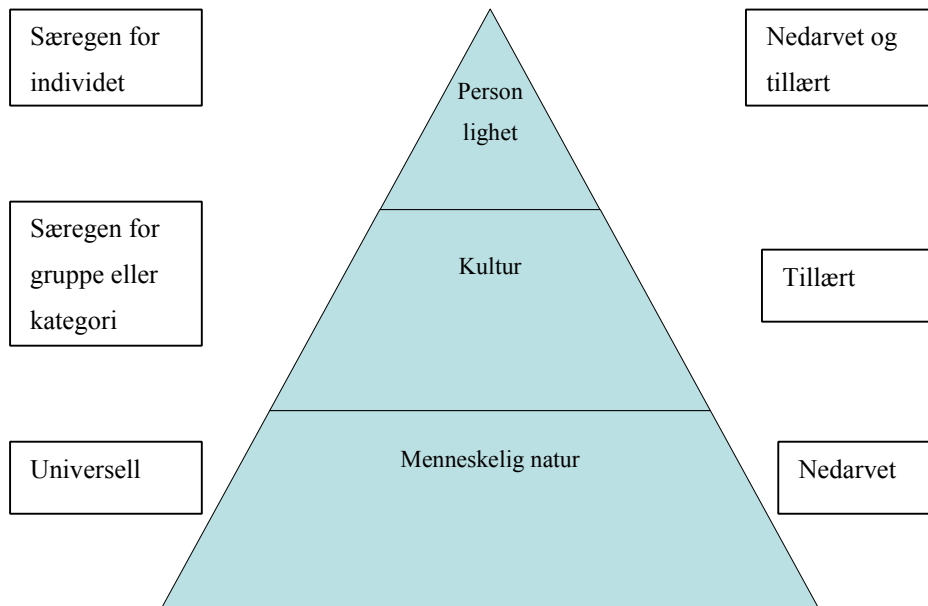 Særegen for
individet
Person
lighet
Nedarvet og
tillært
Særegen for
gruppe eller
kategori
Kultur
Tillært
Universell
Menneskelig natur
Nedarvet